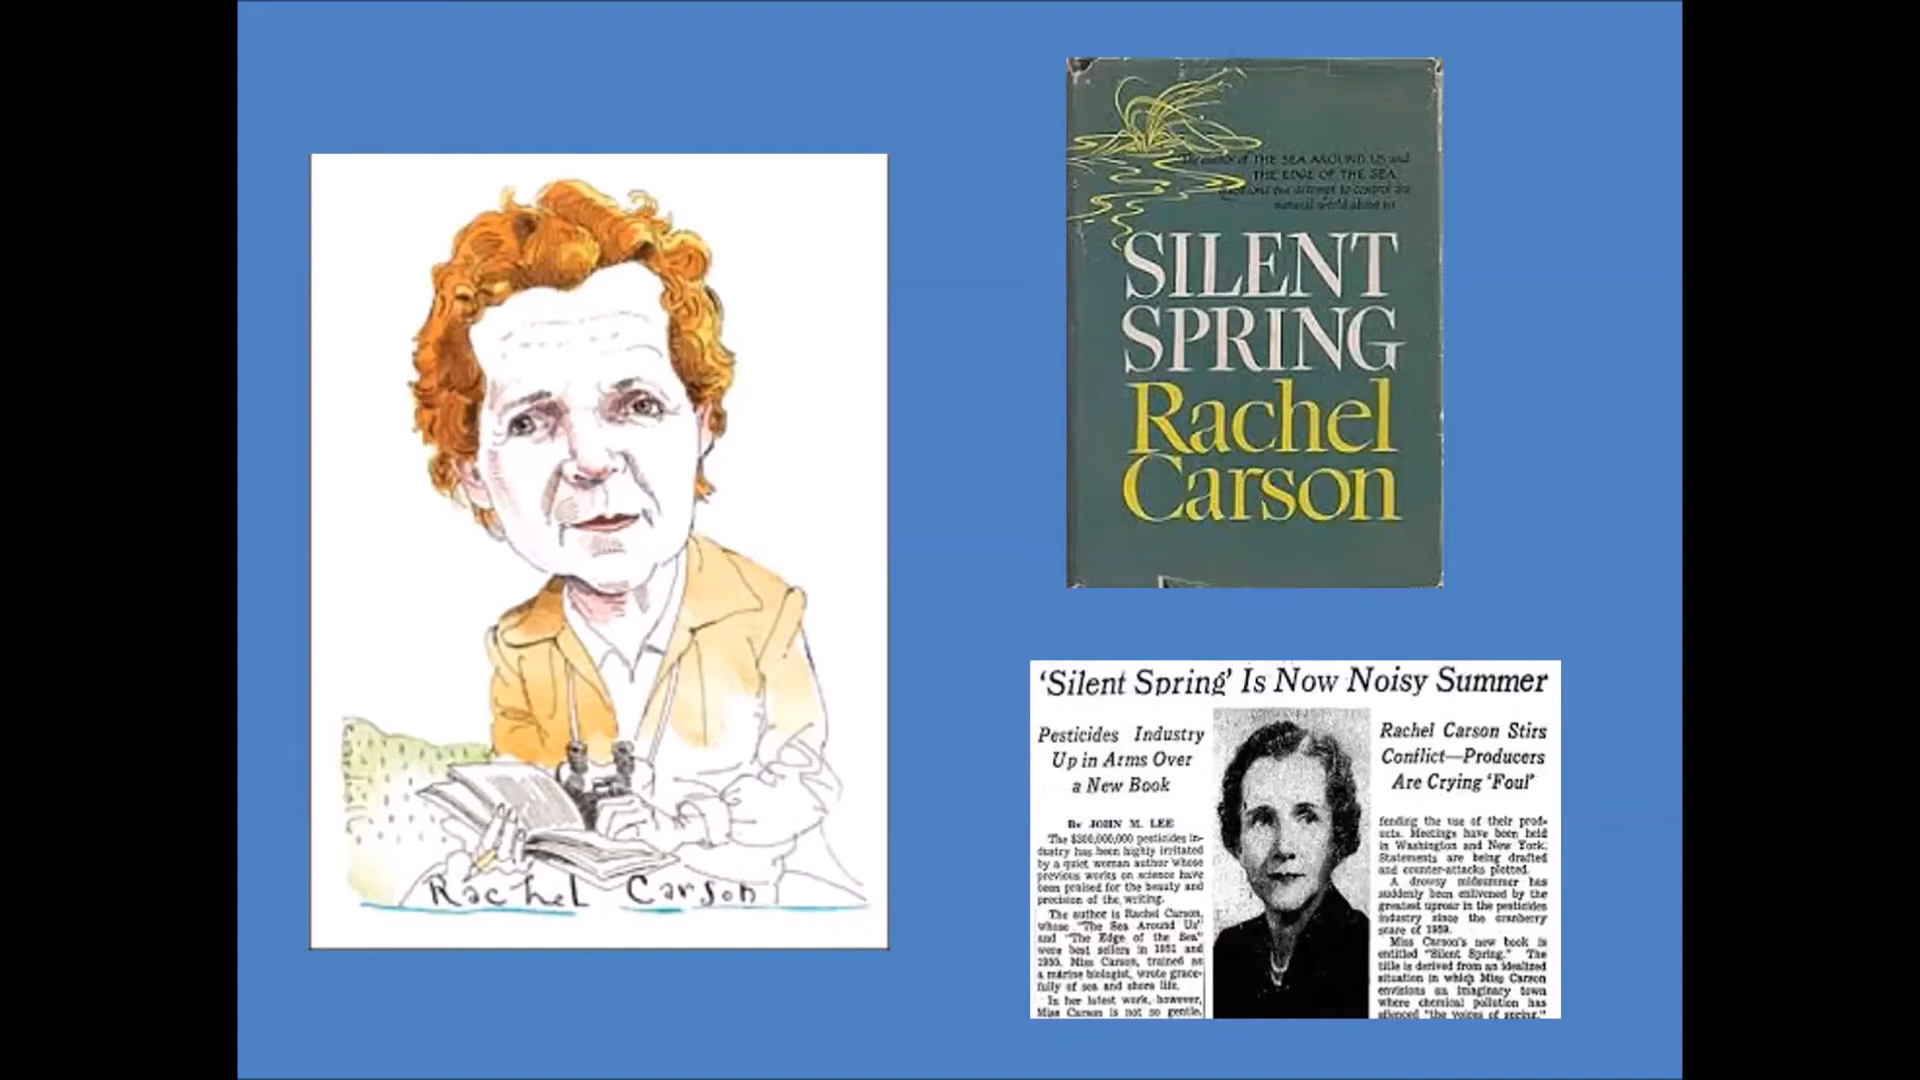 Rachel Carson
The author of THE SEA AROUND US and
THE EDGE OF THE SEA
the attempt to control the
natural world about us
SILENT
SPRING
Rachel
Carson
'Silent Spring' Is Now Noisy Summer
Pesticides Industry
Up in Arms Over
a New Book
By JOHN M. LEE
The $300,000,000 pesticides in-
dustry has been highly irritated
by a quiet woman author whose
previous works on science have
been praised for the beauty and
precision of the writing.
The author is Rachel Carson,
whose "The Sea Around Us"
and "The Edge of the Sea"
were best sellers in 1951 and
1955. Miss Carson, trained as
a marine biologist, wrote grace-
fully of sea and shore life.
In her latest work, however,
Miss Carson is not so gentle.
Rachel Carson Stirs
Conflict—Producers
Are Crying 'Foul'
fending the use of their prod-
ucts. Meetings have been held
in Washington and New York.
Statements are being drafted
and counter-attacks plotted.
A drowsy midsummer has
suddenly been enlivened by the
greatest uproar in the pesticides
industry since the cranberry
scare of 1959.
Miss Carson's new book is
entitled "Silent Spring." The
title is derived from an idealized
situation in which Miss Carson
envisions an imaginary town
where chemical pollution has
silenced "the voices of spring."